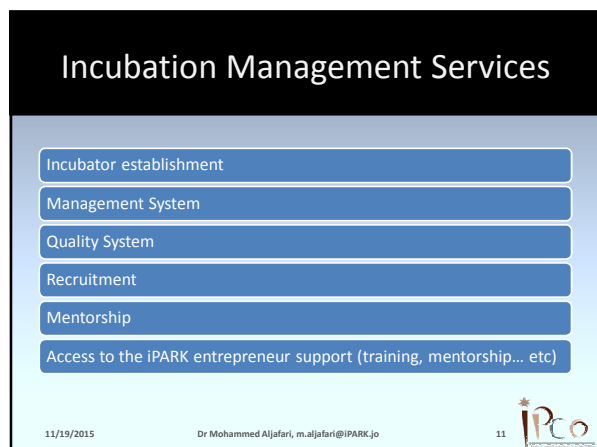 Incubation Management Services
Incubator establishment
Management System
Quality System
Recruitment
Mentorship
Access to the iPARK entrepreneur support (training, mentorship… etc)
11/19/2015 Dr Mohammed Aljafari, m.aljafari@iPARK.jo 11